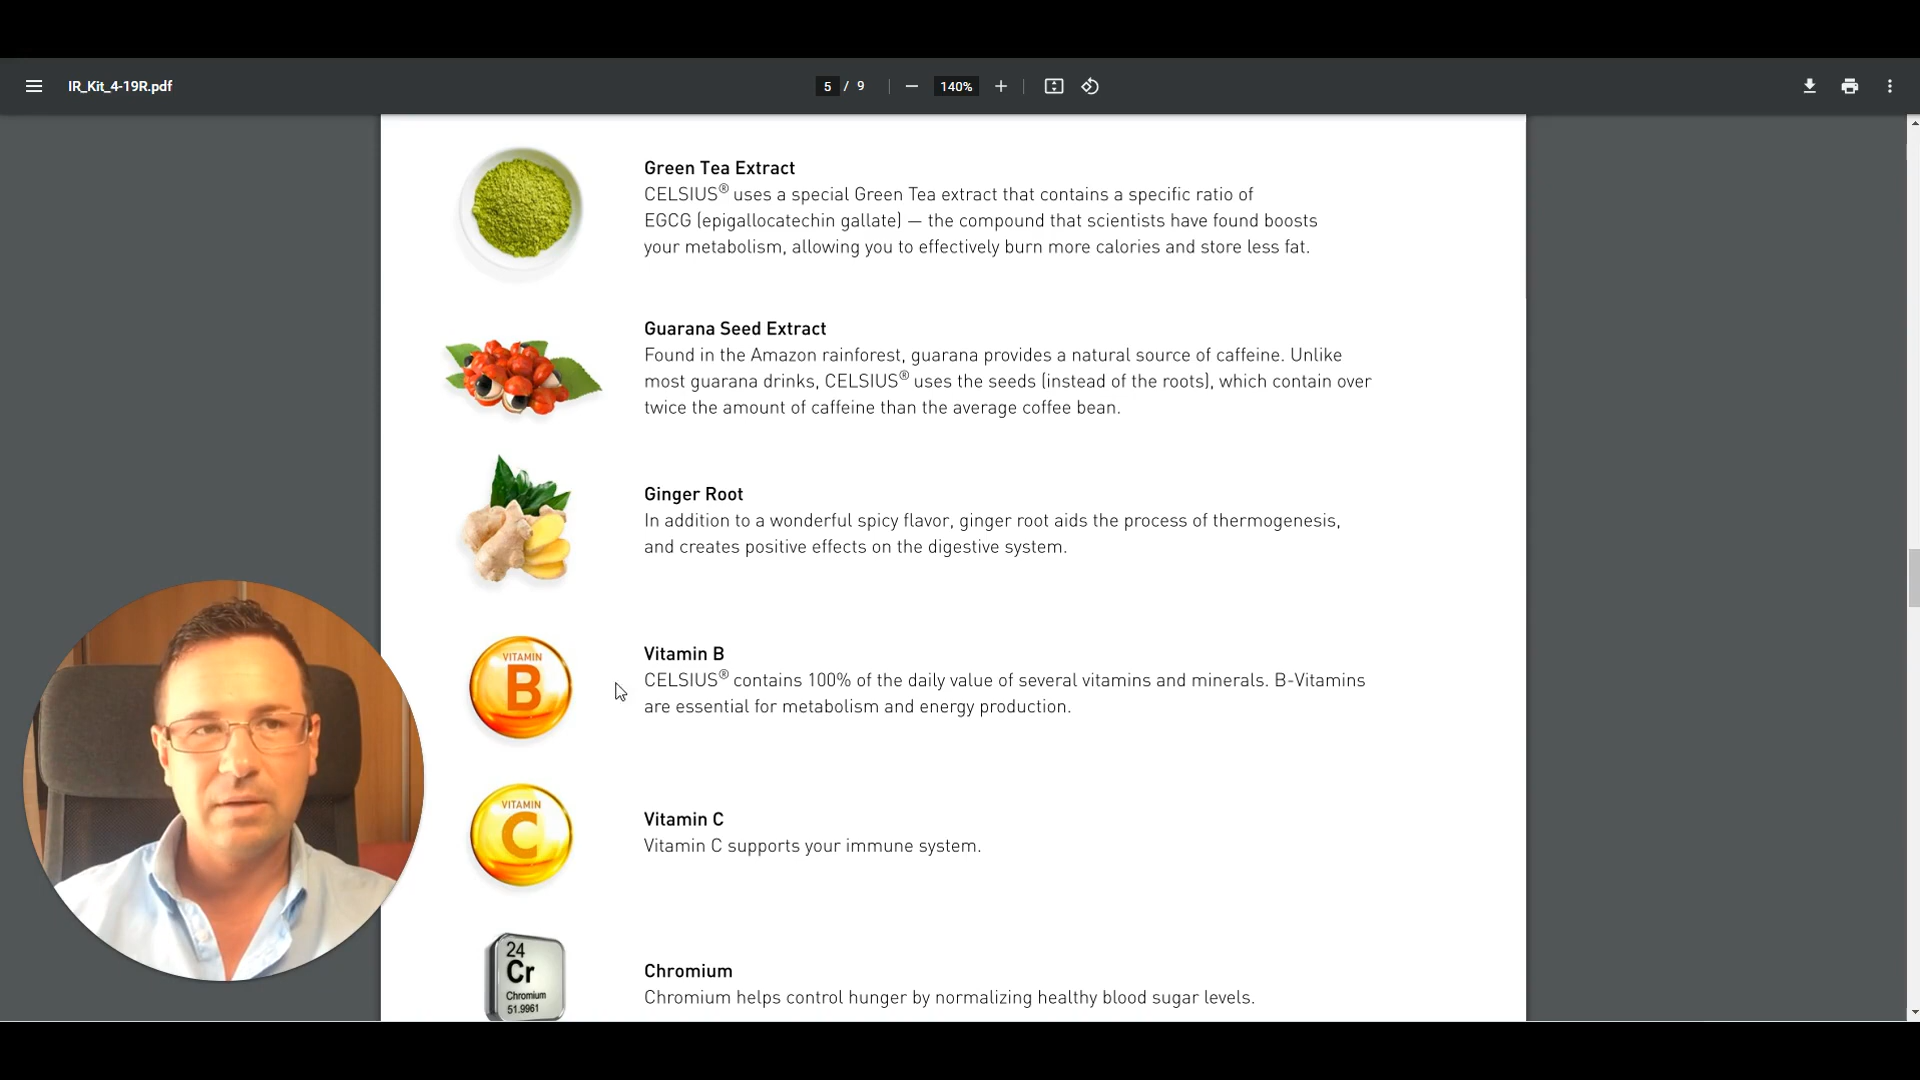 IR_Kit_4-19R.pdf
5 / 9
140%
Green Tea Extract
CELSIUS® uses a special Green Tea extract that contains a specific ratio of
EGCG (epigallocatechin gallate) — the compound that scientists have found boosts
your metabolism, allowing you to effectively burn more calories and store less fat.
Guarana Seed Extract
Found in the Amazon rainforest, guarana provides a natural source of caffeine. Unlike
most guarana drinks, CELSIUS® uses the seeds (instead of the roots), which contain over
twice the amount of caffeine than the average coffee bean.
Ginger Root
In addition to a wonderful spicy flavor, ginger root aids the process of thermogenesis,
and creates positive effects on the digestive system.
VITAMIN
B
Vitamin B
CELSIUS® contains 100% of the daily value of several vitamins and minerals. B-Vitamins
are essential for metabolism and energy production.
VITAMIN
C
Vitamin C
Vitamin C supports your immune system.
24
Cr
Chromium
51.9961
Chromium
Chromium helps control hunger by normalizing healthy blood sugar levels.